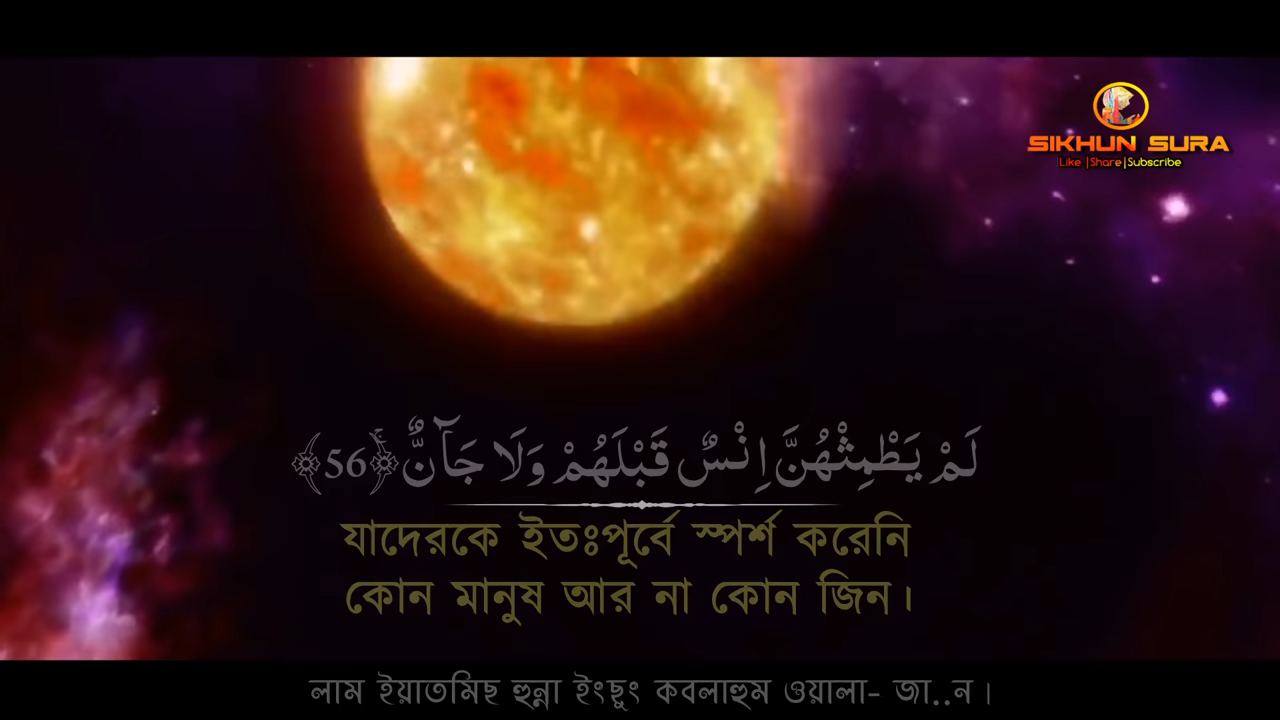 SIKHUN SURA
Like |Share|Subscribe
لَمْ يَطْمِثْهُنَّ اِنْسٌ قَبْلَهُمْ وَلَا جَآنٌّ ۚ﴿56﴾
যাদেরকে ইতঃপূর্বে স্পর্শ করেনি
কোন মানুষ আর না কোন জিন।
লাম ইয়াতমিছ হুন্না ইংছুং কবলাহুম ওয়ালা- জা..ন।